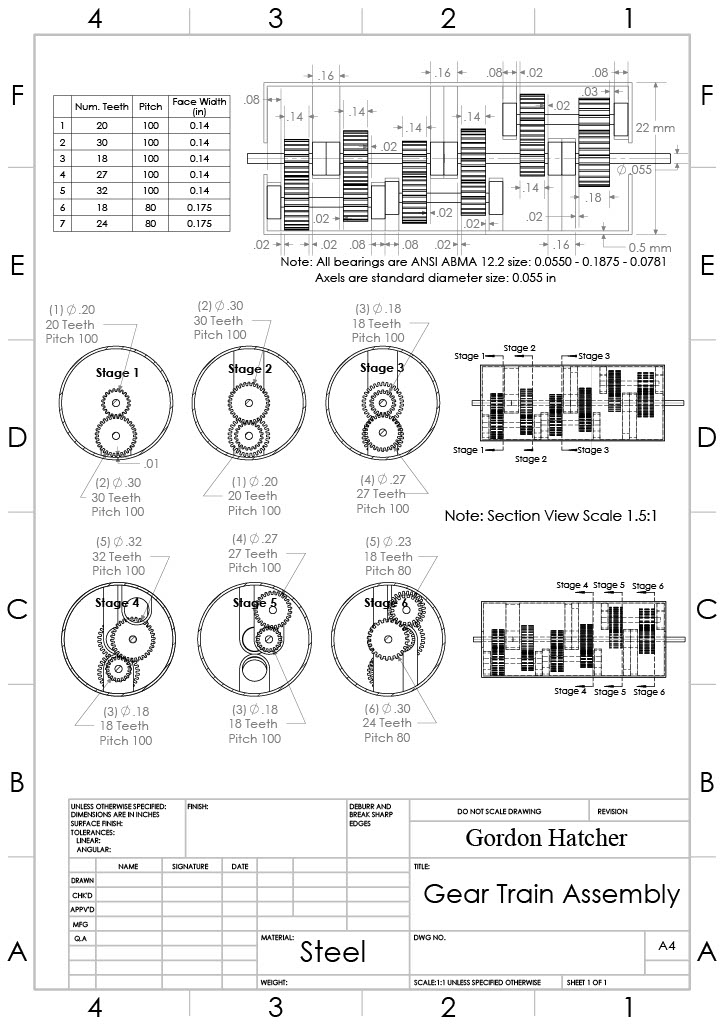 4 3 2 1
F
E
D
C
B
A
F
E
D
C
B
A
Num. Teeth Pitch Face Width (in)
1 20 100 0.14
2 30 100 0.14
3 18 100 0.14
4 27 100 0.14
5 32 100 0.14
6 18 80 0.175
7 24 80 0.175
.16 .16 .08 .02 .08
.08 .03
.14 .14 .14 .14 .02
.02 22 mm
Ø.055
.14 .18
.02 .02 .02 .02
.02 .02 .08 .08 .02 .02 .16 0.5 mm
Note: All bearings are ANSI ABMA 12.2 size: 0.0550 - 0.1875 - 0.0781
Axels are standard diameter size: 0.055 in
(1) Ø.20
20 Teeth
Pitch 100
Stage 1
.01
(2) Ø.30
30 Teeth
Pitch 100
(2) Ø.30
30 Teeth
Pitch 100
Stage 2
(1) Ø.20
20 Teeth
Pitch 100
(3) Ø.18
18 Teeth
Pitch 100
Stage 3
(4) Ø.27
27 Teeth
Pitch 100
Stage 1 Stage 2 Stage 3
Stage 1 Stage 2 Stage 3
Note: Section View Scale 1.5:1
(5) Ø.32
32 Teeth
Pitch 100
Stage 4
(3) Ø.18
18 Teeth
Pitch 100
(4) Ø.27
27 Teeth
Pitch 100
Stage 5
(3) Ø.18
18 Teeth
Pitch 100
(5) Ø.23
18 Teeth
Pitch 80
Stage 6
(6) Ø.30
24 Teeth
Pitch 80
Stage 4 Stage 5 Stage 6
Stage 4 Stage 5 Stage 6
UNLESS OTHERWISE SPECIFIED:
DIMENSIONS ARE IN INCHES
SURFACE FINISH:
TOLERANCES:
LINEAR:
ANGULAR:
FINISH:
DEBURR AND
BREAK SHARP
EDGES
DO NOT SCALE DRAWING
REVISION
Gordon Hatcher
NAME SIGNATURE DATE
DRAWN
CHK'D
APPV'D
MFG
Q.A
TITLE:
Gear Train Assembly
MATERIAL:
Steel
DWG NO.
A4
WEIGHT:
SCALE:1:1 UNLESS SPECIFIED OTHERWISE
SHEET 1 OF 1
4 3 2 1